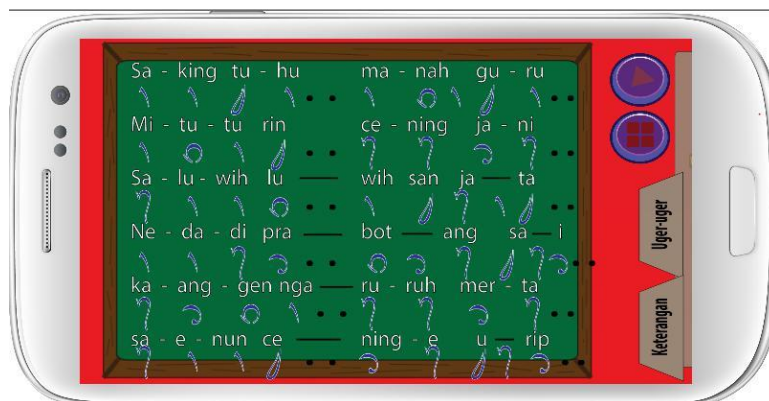 Sa - king tu - hu ma - nah gu - ru
Mi - tu - tu rin ce - ning ja - ni
Sa - lu - wih lu — wih san ja — ta
Ne - da - di pra — bot — ang sa — i
ka - ang - gen nga — ru - ruh mer - ta
sa - e - nun ce — ning - e u — rip
Uger-uger
Keterangan